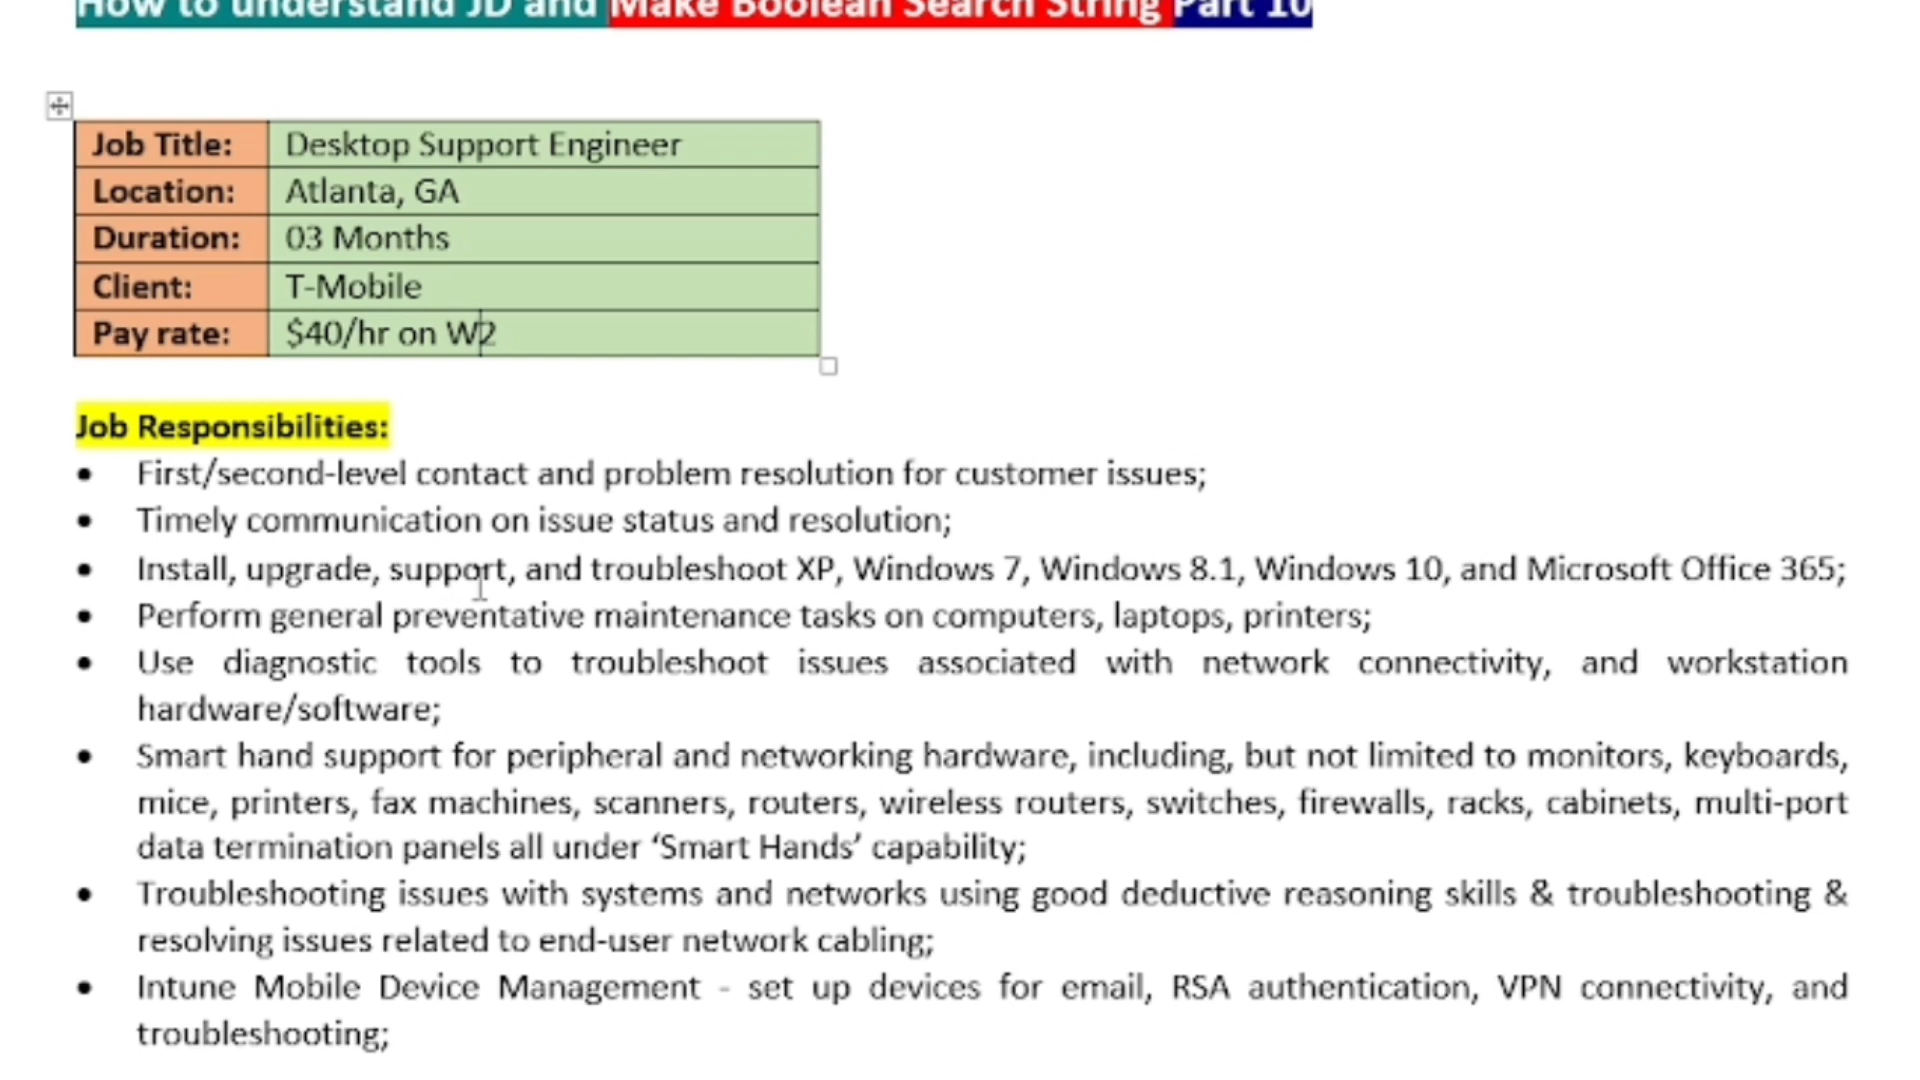 How to understand JD and Make Boolean Search String Part 10
Job Title: Desktop Support Engineer
Location: Atlanta, GA
Duration: 03 Months
Client: T-Mobile
Pay rate: $40/hr on W2
Job Responsibilities:
• First/second-level contact and problem resolution for customer issues;
• Timely communication on issue status and resolution;
• Install, upgrade, support, and troubleshoot XP, Windows 7, Windows 8.1, Windows 10, and Microsoft Office 365;
• Perform general preventative maintenance tasks on computers, laptops, printers;
• Use diagnostic tools to troubleshoot issues associated with network connectivity, and workstation
hardware/software;
• Smart hand support for peripheral and networking hardware, including, but not limited to monitors, keyboards,
mice, printers, fax machines, scanners, routers, wireless routers, switches, firewalls, racks, cabinets, multi-port
data termination panels all under ‘Smart Hands’ capability;
• Troubleshooting issues with systems and networks using good deductive reasoning skills & troubleshooting &
resolving issues related to end-user network cabling;
• Intune Mobile Device Management - set up devices for email, RSA authentication, VPN connectivity, and
troubleshooting;